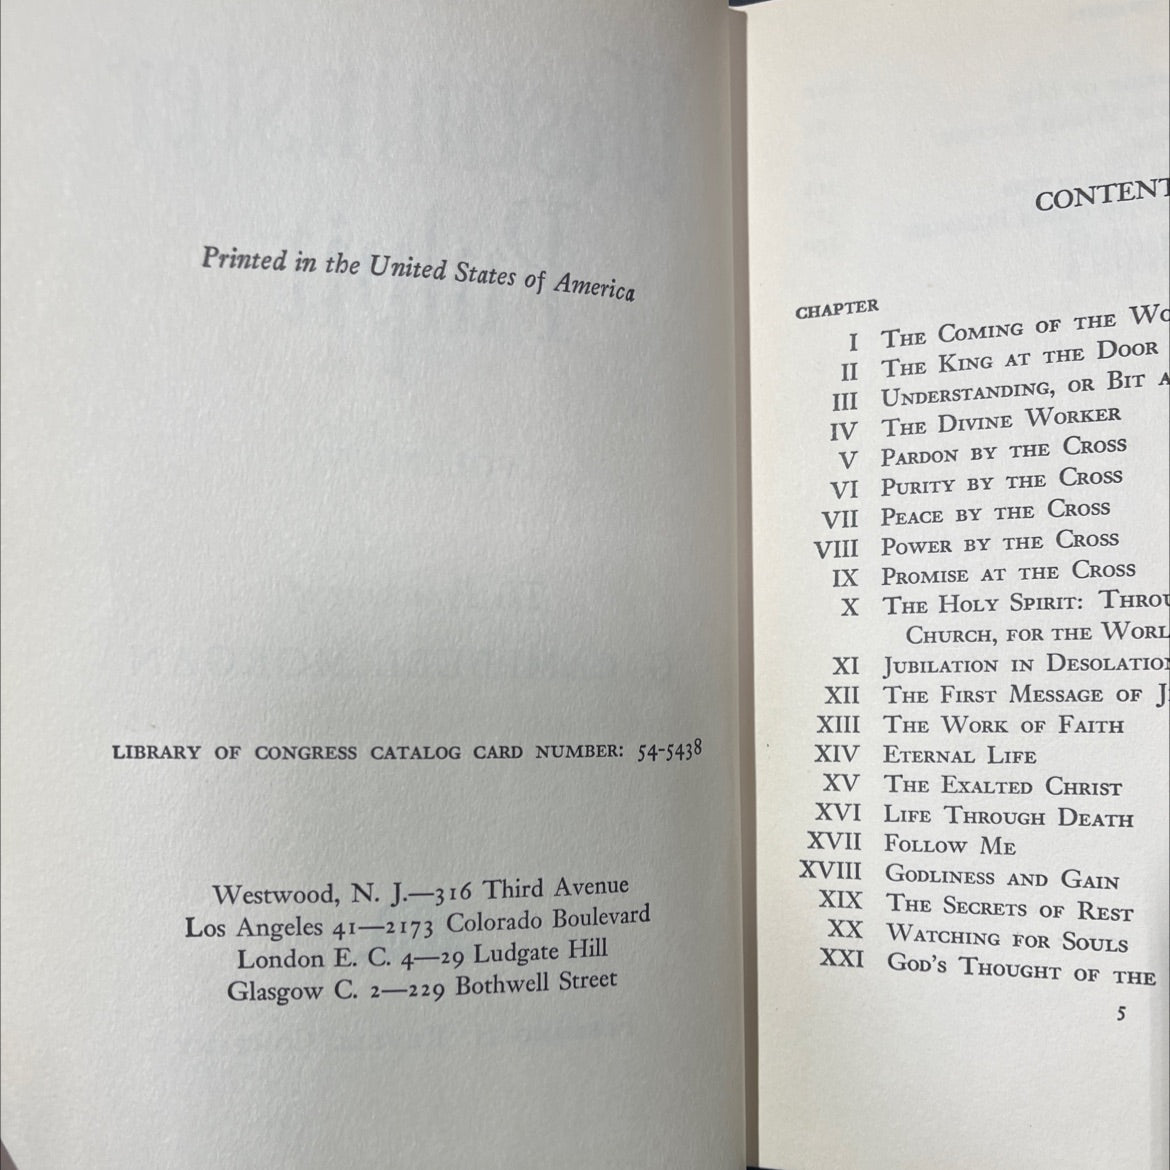 Printed in the United States of America
LIBRARY OF CONGRESS CATALOG CARD NUMBER: 54-5438
Westwood, N. J.—316 Third Avenue
Los Angeles 41—2173 Colorado Boulevard
London E. C. 4—29 Ludgate Hill
Glasgow C. 2—229 Bothwell Street
CONTENT
CHAPTER
I The Coming of the Wo
II The King at the Door
III Understanding, or Bit a
IV The Divine Worker
V Pardon by the Cross
VI Purity by the Cross
VII Peace by the Cross
VIII Power by the Cross
IX Promise at the Cross
X The Holy Spirit: Throu
Church, for the Worl
XI Jubilation in Desolation
XII The First Message of J
XIII The Work of Faith
XIV Eternal Life
XV The Exalted Christ
XVI Life Through Death
XVII Follow Me
XVIII Godliness and Gain
XIX The Secrets of Rest
XX Watching for Souls
XXI God's Thought of the
5